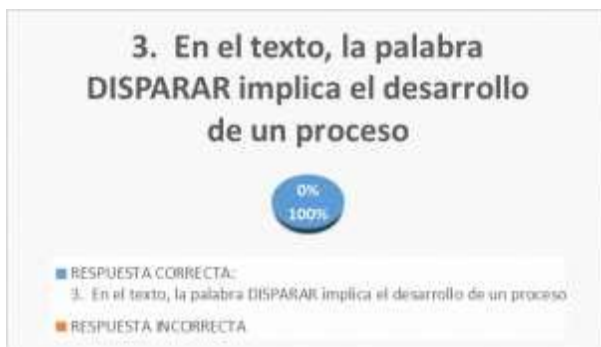 3. En el texto, la palabra
DISPARAR implica el desarrollo
de un proceso
0%
100%
RESPUESTA CORRECTA:
3. En el texto, la palabra DISPARAR implica el desarrollo de un proceso
RESPUESTA INCORRECTA